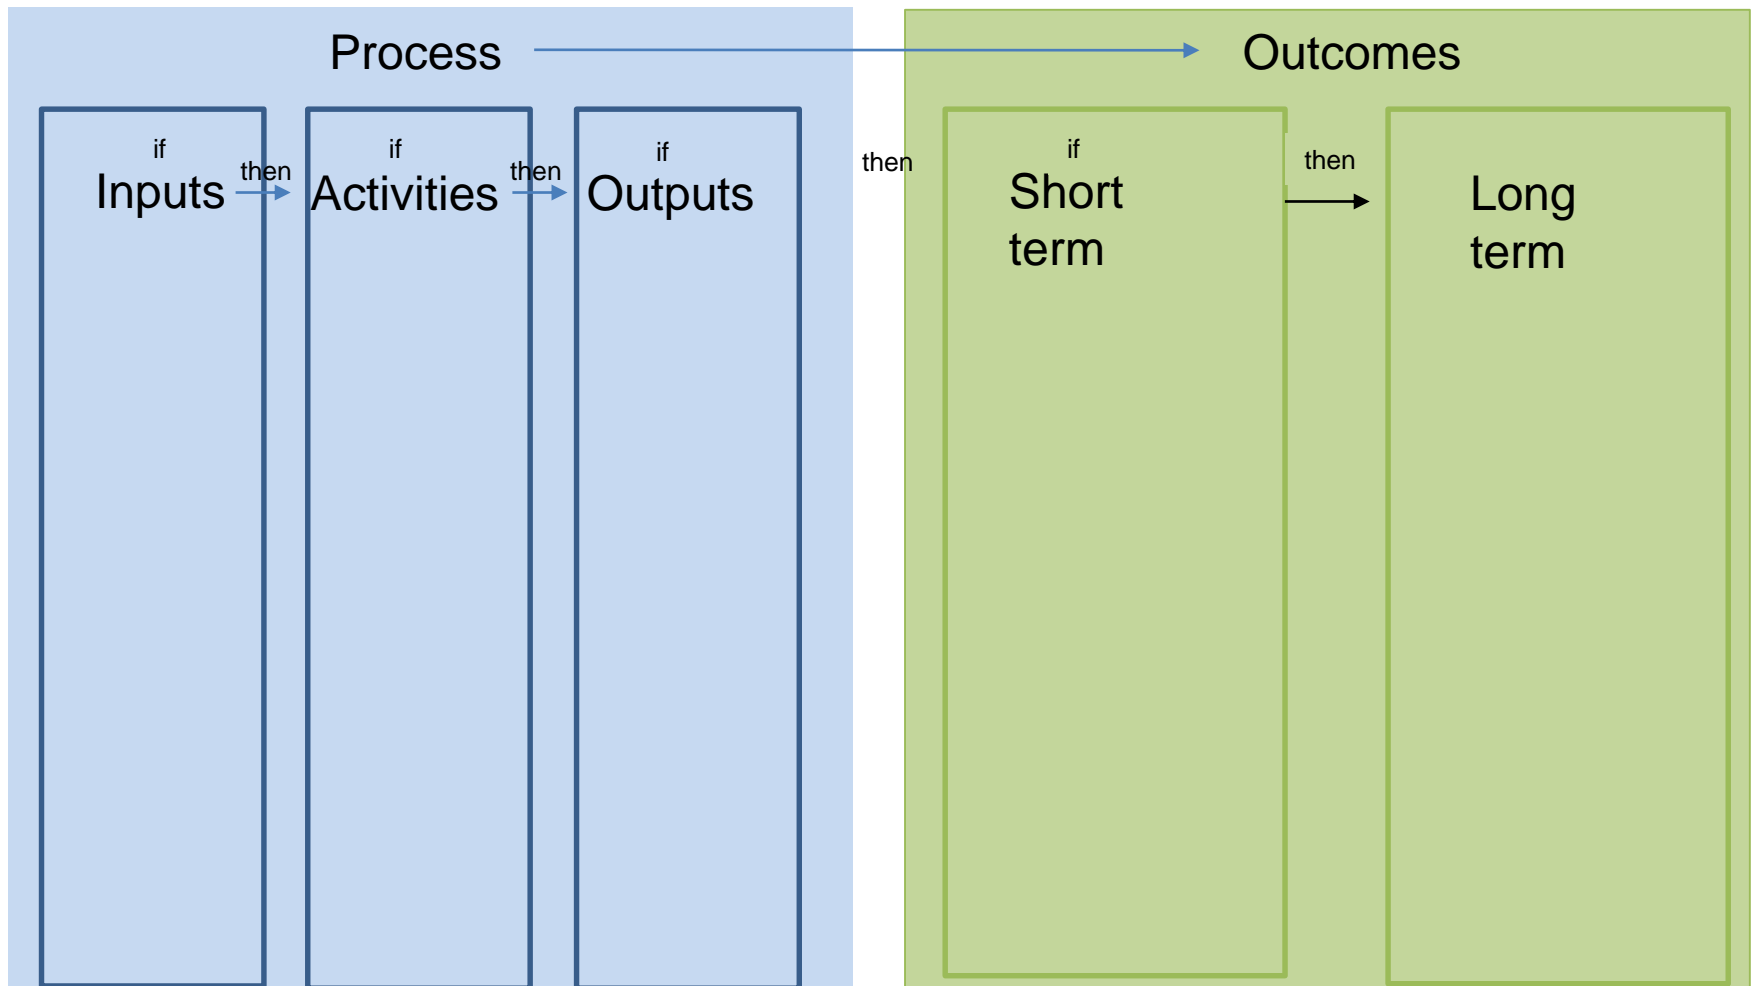 Process
Outcomes
if
then
if
then
if
then
if
then
Inputs
Activities
Outputs
Short
term
Long
term